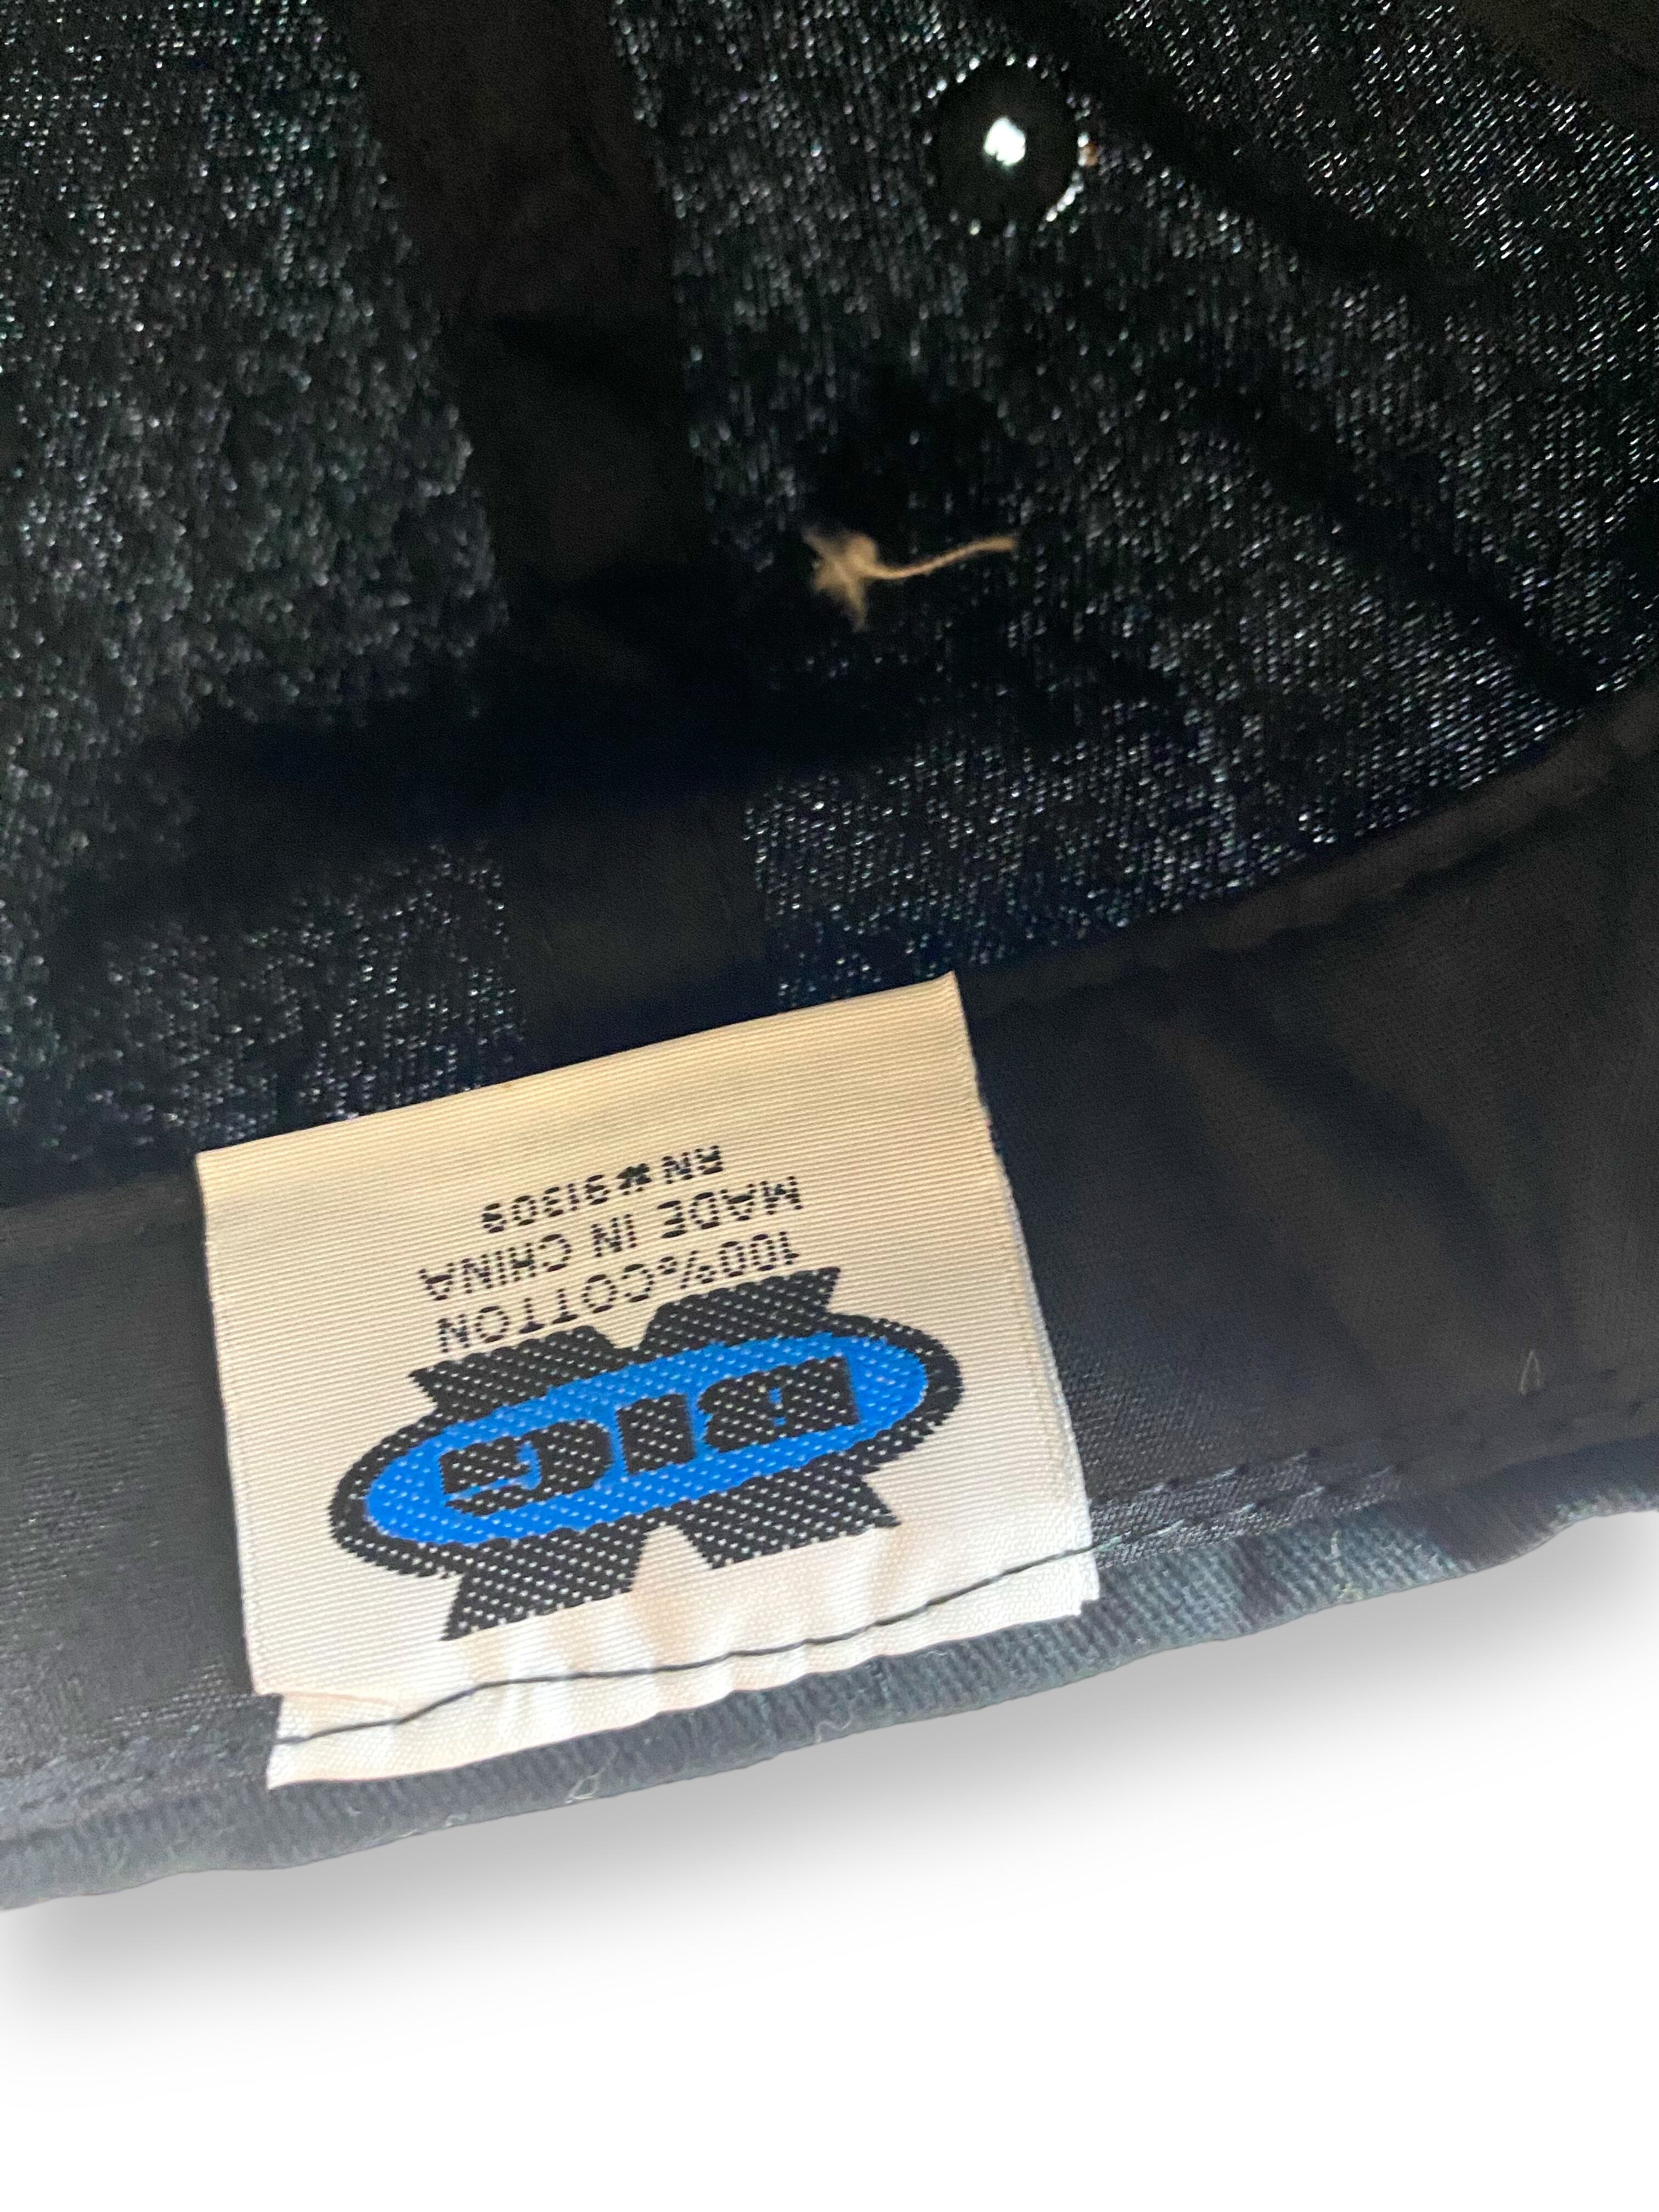 BIG
100%COTTON
MADE IN CHINA
RN#91309